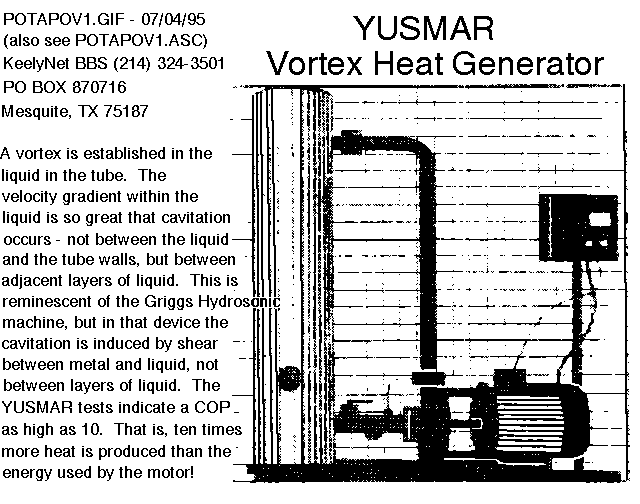 POTAPOV1.GIF - 07/04/95
(also see POTAPOV1.ASC)
KeelyNet BBS (214) 324-3501
PO BOX 870716
Mesquite, TX 75187
YUSMAR
Vortex Heat Generator
A vortex is established in the
liquid in the tube. The
velocity gradient within the
liquid is so great that cavitation
occurs - not between the liquid
and the tube walls, but between
adjacent layers of liquid. This is
reminescent of the Griggs Hydrosonic
machine, but in that device the
cavitation is induced by shear
between metal and liquid, not
between layers of liquid. The
YUSMAR tests indicate a COP
as high as 10. That is, ten times
more heat is produced than the
energy used by the motor!